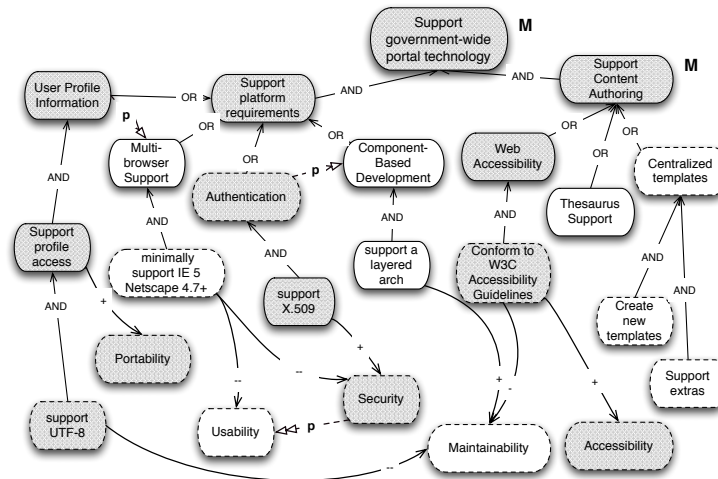 Support
government-wide
portal technology
M
Support
Content
Authoring
M
User Profile
Information
Support
platform
requirements
AND
AND
OR
p
OR
OR
OR
OR
OR
OR
Multi-
browser
Support
Authentication
p
Component-
Based
Development
Web
Accessibility
Thesaurus
Support
Centralized
templates
AND
AND
AND
AND
AND
Support
profile
access
minimally
support IE 5
Netscape 4.7+
support
X.509
support a
layered
arch
Conform to
W3C
Accessibility
Guidelines
AND
AND
AND
Create
new
templates
+
Portability
+
--
--
+
-
+
Support
extras
support
UTF-8
Usability
p
Security
--
Maintainability
Accessibility